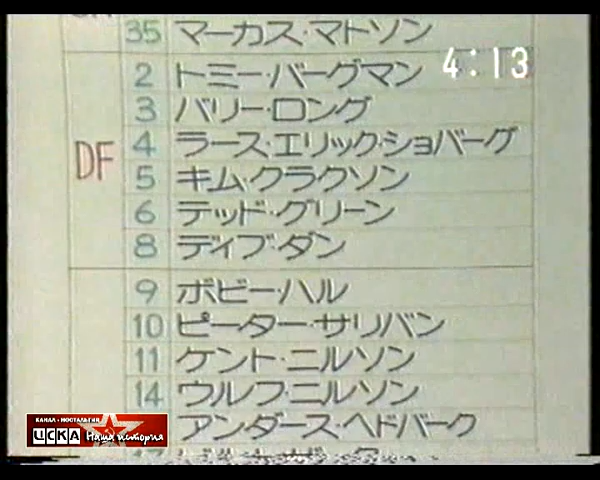 35 マーカス・マトソン
4:13
2 トミー・バーグマン
3 バリー・ロング
4 ラース・エリック・ショバーグ
DF
5 キム・クラクソン
6 テッド・グリーン
8 ディブ・ダン
9 ボビー・ハル
10 ピーター・サリバン
11 ケント・ニルソン
14 ウルフ・ニルソン
КАНАЛ - НОСТАЛЬГИЯ
ЦСКА Наша история
アンダース・ヘドバーグ